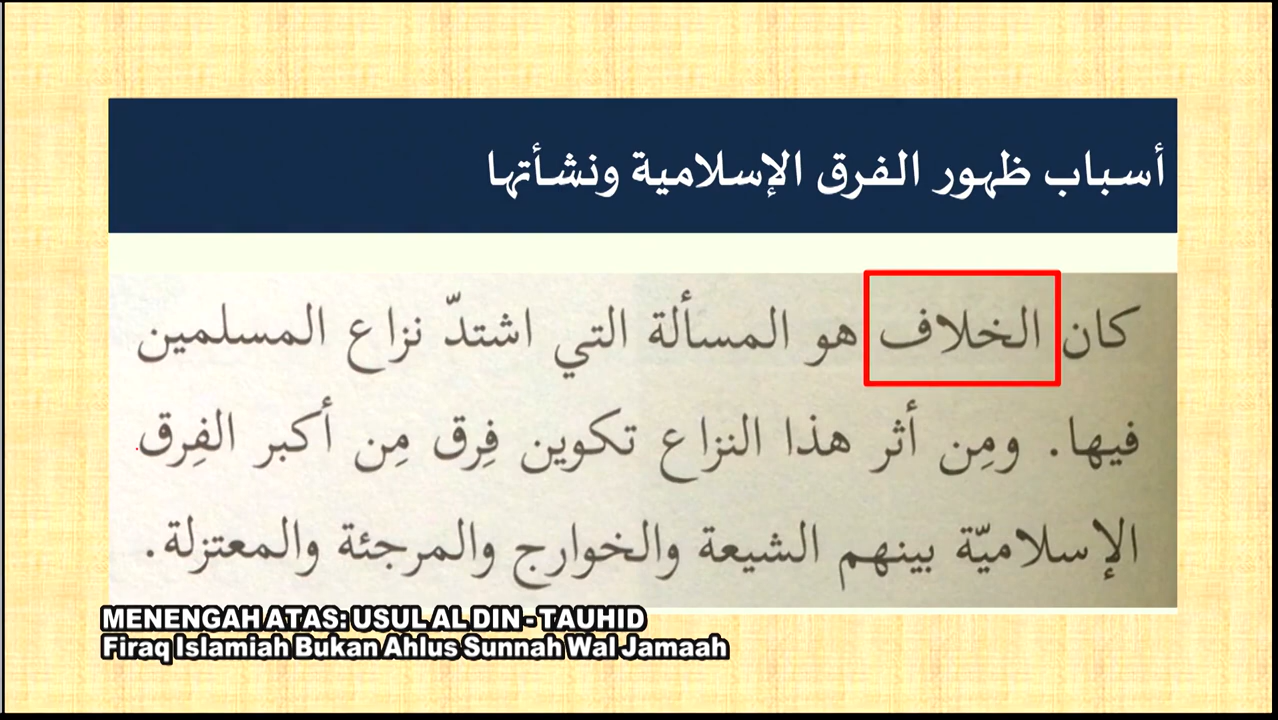 أسباب ظهور الفرق الإسلامية ونشأتها
كان الخلاف هو المسألة التي اشتدّ نزاع المسلمين
فيها. ومِن أثر هذا النزاع تكوين فِرق مِن أكبر الفِرق
الإسلاميّة بينهم الشيعة والخوارج والمرجئة والمعتزلة.
MENENGAH ATAS: USUL AL DIN - TAUHID
Firaq Islamiah Bukan Ahlus Sunnah Wal Jamaah